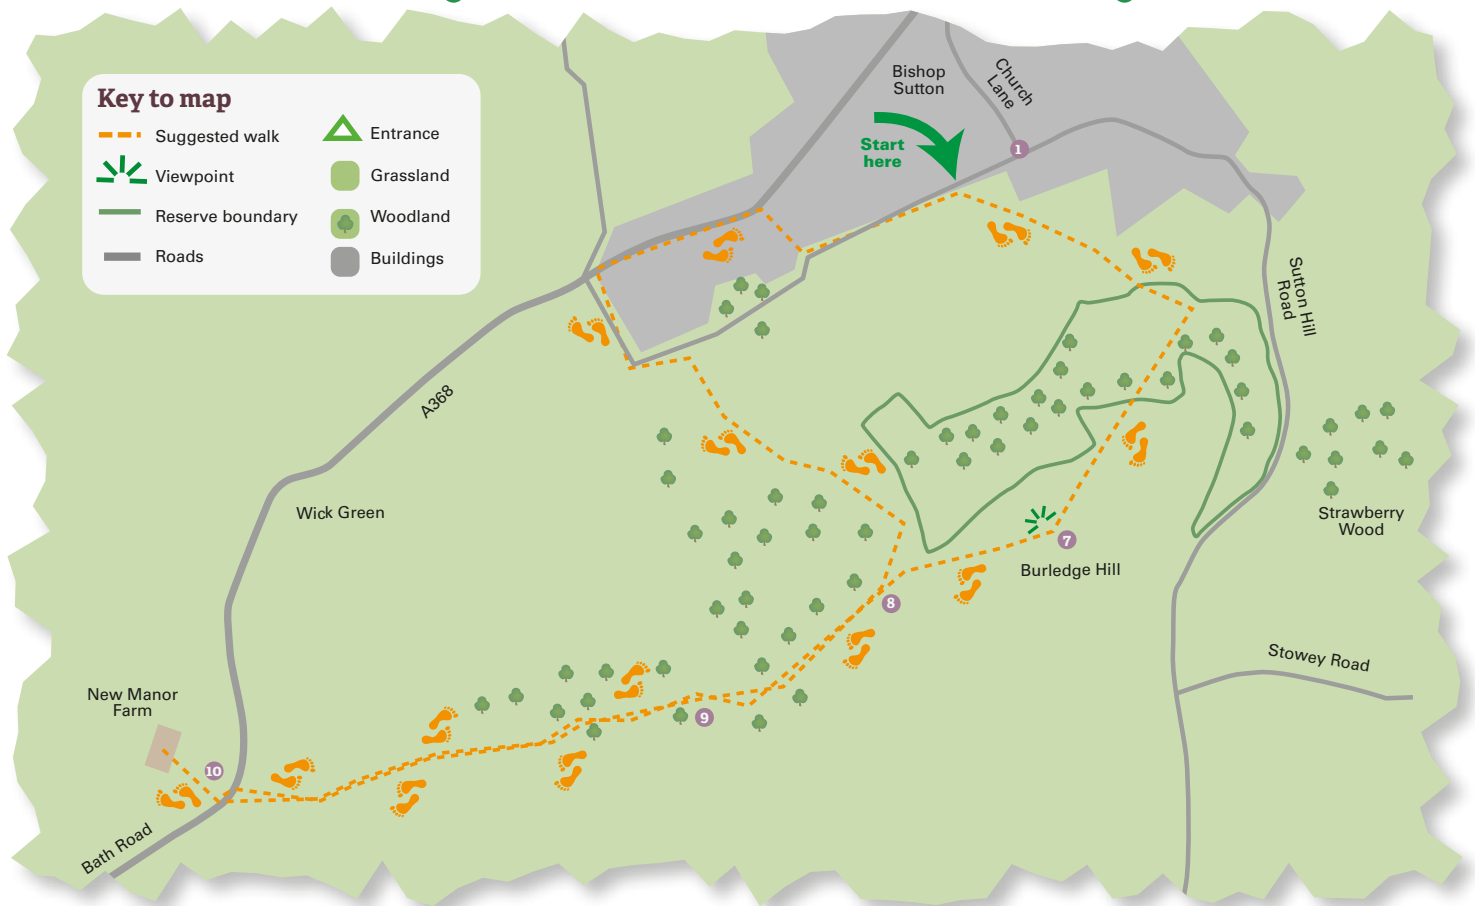 Key to map
Suggested walk
Viewpoint
Reserve boundary
Roads
Entrance
Grassland
Woodland
Buildings
Bishop
Sutton
Church
Lane
Start
here
1
Sutton Hill
Road
A368
Wick Green
Strawberry
Wood
7
Burledge Hill
8
Stowey Road
New Manor
Farm
9
10
Bath Road